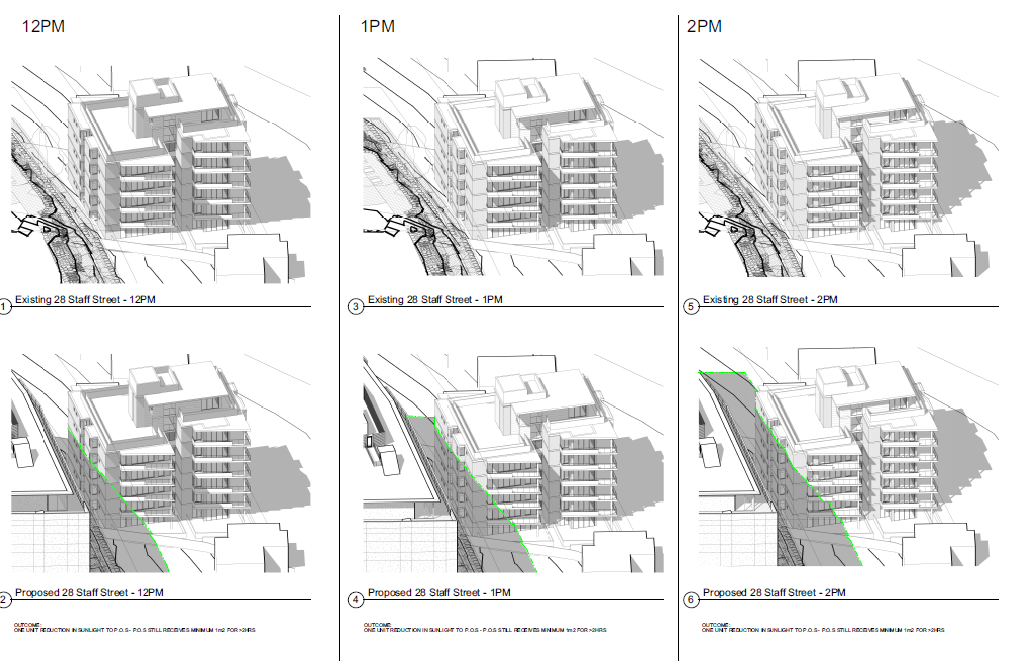 12PM
1PM
2PM
1 Existing 28 Staff Street - 12PM
3 Existing 28 Staff Street - 1PM
5 Existing 28 Staff Street - 2PM
2 Proposed 28 Staff Street - 12PM
4 Proposed 28 Staff Street - 1PM
6 Proposed 28 Staff Street - 2PM
OUTCOME:
ONE UNIT REDUCTION IN SUNLIGHT TO P.O.S - P.O.S STILL RECEIVES MINIMUM 1m2 FOR >2HRS
OUTCOME:
ONE UNIT REDUCTION IN SUNLIGHT TO P.O.S - P.O.S STILL RECEIVES MINIMUM 1m2 FOR >2HRS
OUTCOME:
ONE UNIT REDUCTION IN SUNLIGHT TO P.O.S - P.O.S STILL RECEIVES MINIMUM 1m2 FOR >2HRS